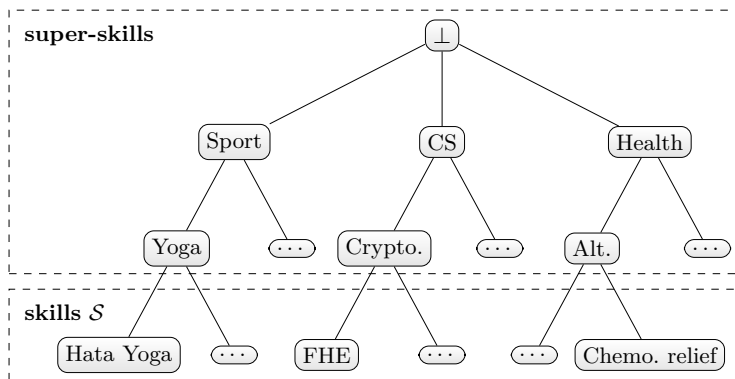 super-skills
⊥
Sport CS Health
Yoga ··· Crypto. ··· Alt. ···
skills S
Hata Yoga ··· FHE ··· ··· Chemo. relief